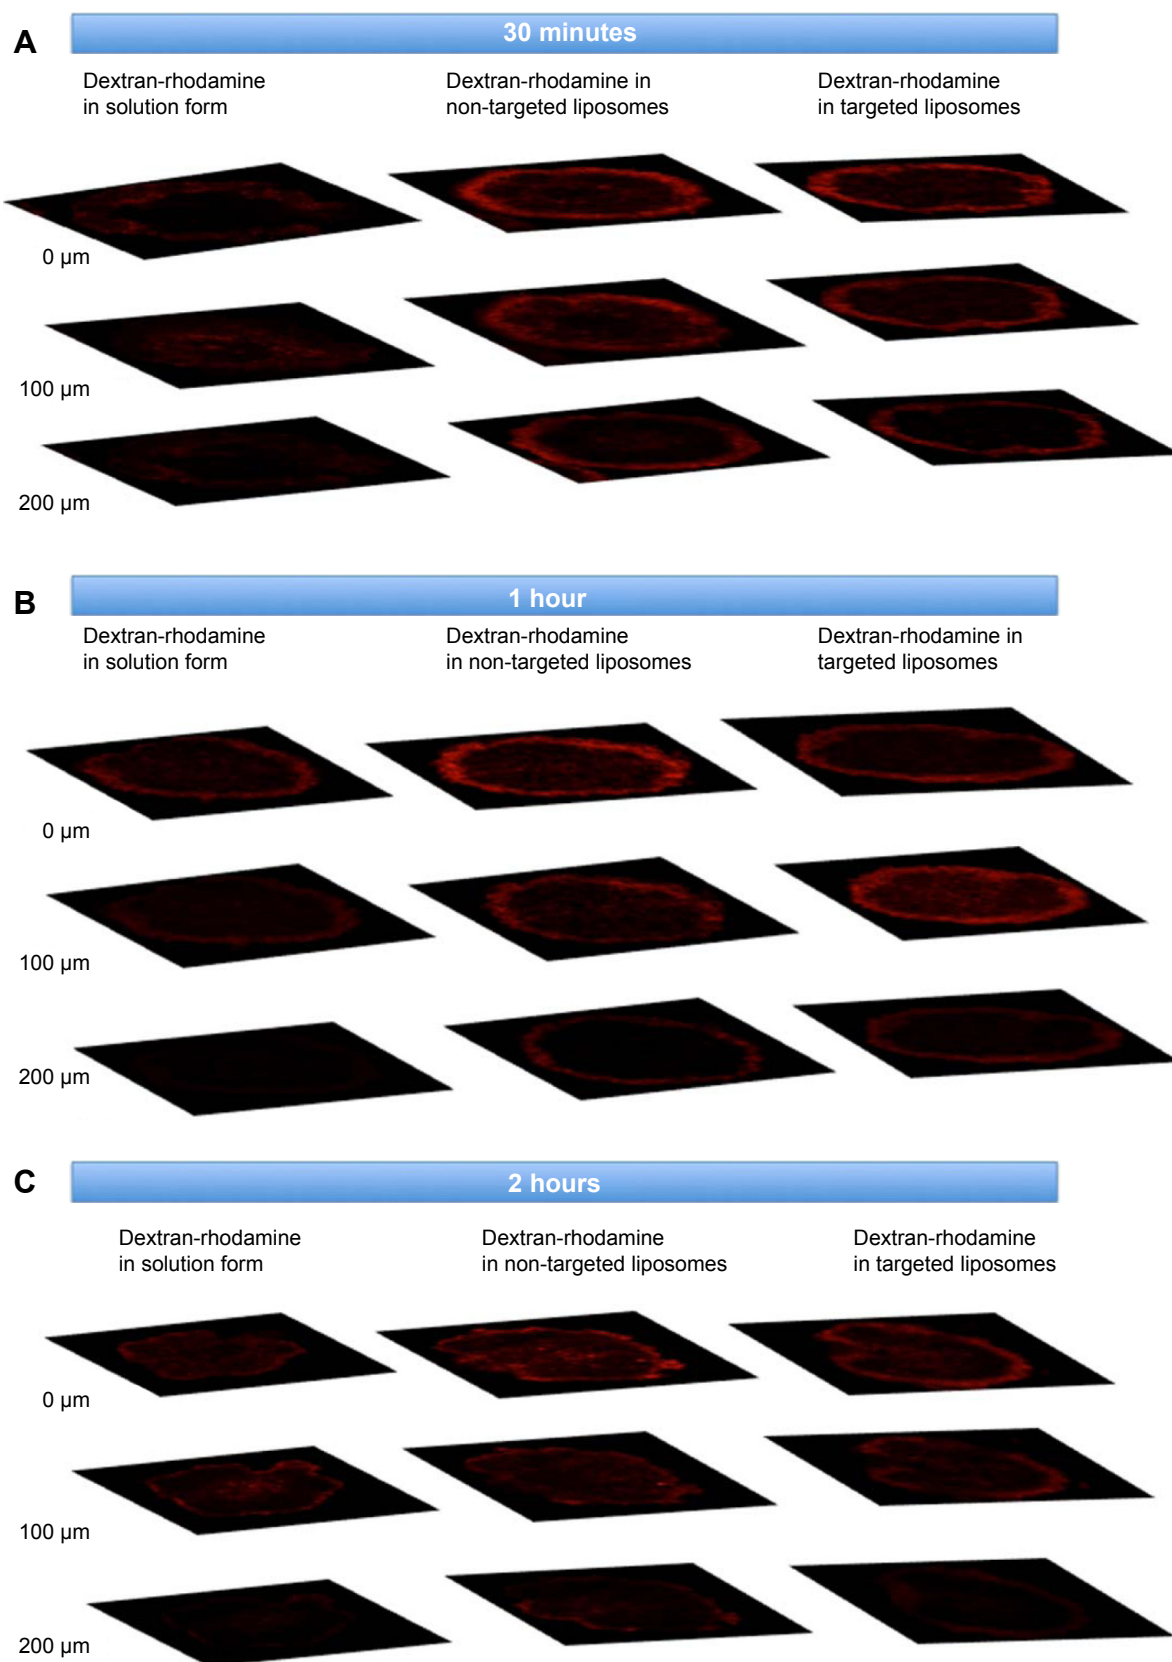 A
30 minutes
Dextran-rhodamine
in solution form
Dextran-rhodamine in
non-targeted liposomes
Dextran-rhodamine
in targeted liposomes
0 µm
100 µm
200 µm
B
1 hour
Dextran-rhodamine
in solution form
Dextran-rhodamine
in non-targeted liposomes
Dextran-rhodamine in
targeted liposomes
0 µm
100 µm
200 µm
C
2 hours
Dextran-rhodamine
in solution form
Dextran-rhodamine
in non-targeted liposomes
Dextran-rhodamine
in targeted liposomes
0 µm
100 µm
200 µm